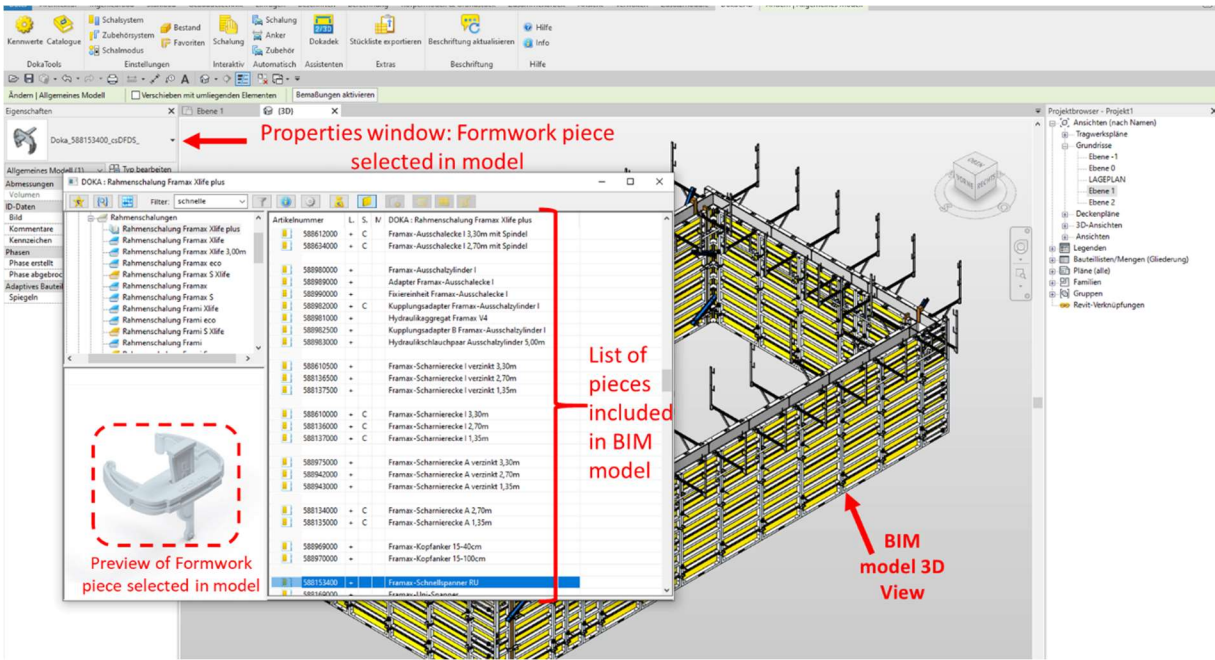 Schalsystem
Zubehörsystem
Schalmodus
Bestand
Favoriten
Schalung
Anker
Zubehör
Hilfe
Info
Kennwerte Catalogue
Schalung
Dokadek
Stückliste exportieren
Beschriftung aktualisieren
DokaTools
Einstellungen
Interaktiv
Automatisch
Assistenten
Extras
Beschriftung
Hilfe
Ändern | Allgemeines Modell
Verschieben mit umliegenden Elementen
Bemaßungen aktivieren
Eigenschaften
Ebene 1
{3D}
Projektbrowser - Projekt1
Doka_588153400_csDFDS_
Properties window: Formwork piece
selected in model
Allgemeines Modell (1)
Typ bearbeiten
Abmessungen
Volumen
ID-Daten
Bild
Kommentare
Kennzeichen
Phasen
Phase erstellt
Phase abgebroc
Adaptives Bauteil
Spiegeln
DOKA : Rahmenschalung Framax Xlife plus
Filter: schnelle
Rahmenschalungen
Rahmenschalung Framax Xlife plus
Rahmenschalung Framax Xlife
Rahmenschalung Framax Xlife 3,00m
Rahmenschalung Framax eco
Rahmenschalung Framax S Xlife
Rahmenschalung Framax
Rahmenschalung Framax S
Rahmenschalung Frami Xlife
Rahmenschalung Frami eco
Rahmenschalung Frami S Xlife
Rahmenschalung Frami
Artikelnummer L. S. M DOKA : Rahmenschalung Framax Xlife plus
588612000 + C Framax-Ausschalecke I 3,30m mit Spindel
588634000 + C Framax-Ausschalecke I 2,70m mit Spindel
588980000 + Framax-Ausschalzylinder I
588989000 + Adapter Framax-Ausschalecke I
588990000 + Fixiereinheit Framax-Ausschalecke I
588982000 + C Kupplungsadapter Framax-Ausschalzylinder I
588981000 + Hydraulikaggregat Framax V4
588982500 + Kupplungsadapter B Framax-Ausschalzylinder I
588983000 + Hydraulikschlauchpaar Ausschalzylinder 5,00m
588610500 + Framax-Scharnierecke I verzinkt 3,30m
588136500 + Framax-Scharnierecke I verzinkt 2,70m
588137500 + Framax-Scharnierecke I verzinkt 1,35m
588610000 + C Framax-Scharnierecke I 3,30m
588136000 + C Framax-Scharnierecke I 2,70m
588137000 + C Framax-Scharnierecke I 1,35m
588975000 + Framax-Scharnierecke A verzinkt 3,30m
588942000 + Framax-Scharnierecke A verzinkt 2,70m
588943000 + Framax-Scharnierecke A verzinkt 1,35m
588134000 + C Framax-Scharnierecke A 2,70m
588135000 + C Framax-Scharnierecke A 1,35m
588969000 + Framax-Kopfanker 15-40cm
588970000 + Framax-Kopfanker 15-100cm
588153400 + Framax-Schnellspanner RU
588169000 + Framax-Uni-Spanner
List of
pieces
included
in BIM
model
Preview of Formwork
piece selected in model
BIM
model 3D
View
Ansichten (nach Namen)
Tragwerkspläne
Grundrisse
Ebene -1
Ebene 0
LAGEPLAN
Ebene 1
Ebene 2
Deckenpläne
3D-Ansichten
Ansichten
Legenden
Bauteillisten/Mengen (Gliederung)
Pläne (alle)
Familien
Gruppen
Revit-Verknüpfungen